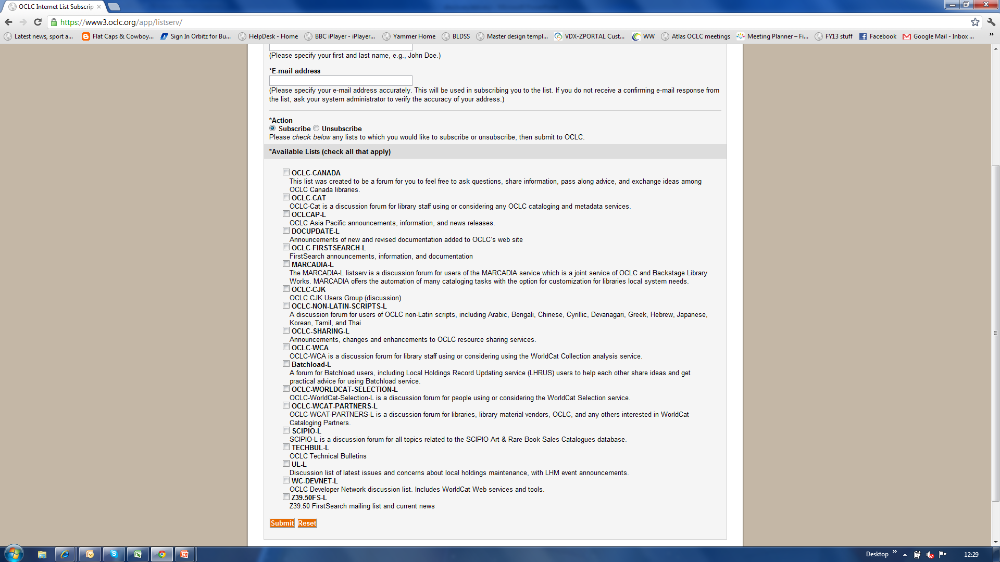 OCLC Internet List Subscrip
https://www3.oclc.org/app/listserv/
Latest news, sport a... Flat Caps & Cowboy... Sign In Orbitz for Bu... HelpDesk - Home BBC iPlayer - iPlayer... Yammer Home BLDSS Master design templ... VDX-ZPORTAL Cust... WW Atlas OCLC meetings Meeting Planner – Fi... FY13 stuff Facebook Google Mail - Inbox ... »
(Please specify your first and last name, e.g., John Doe.)
*E-mail address
(Please specify your e-mail address accurately. This will be used in subscribing you to the list. If you do not receive a confirming e-mail response from
the list, ask your system administrator to verify the accuracy of your address.)
*Action
Subscribe Unsubscribe
Please check below any lists to which you would like to subscribe or unsubscribe, then submit to OCLC.
*Available Lists (check all that apply)
OCLC-CANADA
This list was created to be a forum for you to feel free to ask questions, share information, pass along advice, and exchange ideas among
OCLC Canada libraries.
OCLC-CAT
OCLC-Cat is a discussion forum for library staff using or considering any OCLC cataloging and metadata services.
OCLCAP-L
OCLC Asia Pacific announcements, information, and news releases.
DOCUPDATE-L
Announcements of new and revised documentation added to OCLC's web site
OCLC-FIRSTSEARCH-L
FirstSearch announcements, information, and documentation
MARCADIA-L
The MARCADIA-L listserv is a discussion forum for users of the MARCADIA service which is a joint service of OCLC and Backstage Library
Works. MARCADIA offers the automation of many cataloging tasks with the option for customization for libraries local system needs.
OCLC-CJK
OCLC CJK Users Group (discussion)
OCLC-NON-LATIN-SCRIPTS-L
A discussion forum for users of OCLC non-Latin scripts, including Arabic, Bengali, Chinese, Cyrillic, Devanagari, Greek, Hebrew, Japanese,
Korean, Tamil, and Thai
OCLC-SHARING-L
Announcements, changes and enhancements to OCLC resource sharing services.
OCLC-WCA
OCLC-WCA is a discussion forum for library staff using or considering using the WorldCat Collection analysis service.
Batchload-L
A forum for Batchload users, including Local Holdings Record Updating service (LHRUS) users to help each other share ideas and get
practical advice for using Batchload service.
OCLC-WORLDCAT-SELECTION-L
OCLC-WorldCat-Selection-L is a discussion forum for people using or considering the WorldCat Selection service.
OCLC-WCAT-PARTNERS-L
OCLC-WCAT-PARTNERS-L is a discussion forum for libraries, library material vendors, OCLC, and any others interested in WorldCat
Cataloging Partners.
SCIPIO-L
SCIPIO-L is a discussion forum for all topics related to the SCIPIO Art & Rare Book Sales Catalogues database.
TECHBUL-L
OCLC Technical Bulletins
UL-L
Discussion list of latest issues and concerns about local holdings maintenance, with LHM event announcements.
WC-DEVNET-L
OCLC Developer Network discussion list. Includes WorldCat Web services and tools.
Z39.50FS-L
Z39.50 FirstSearch mailing list and current news
Submit Reset
Desktop » 12:29